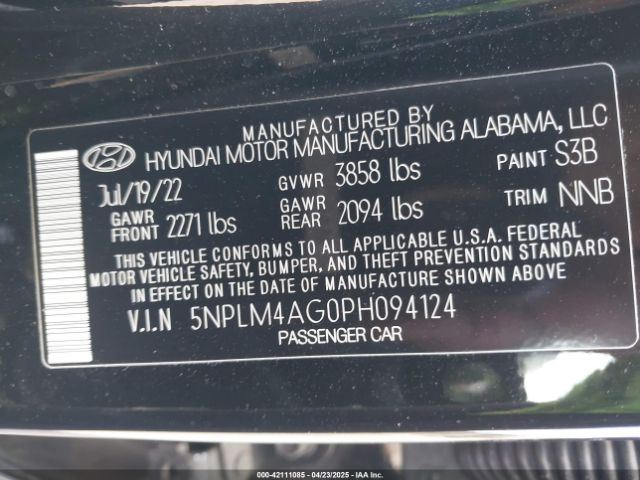 MANUFACTURED BY
HYUNDAI MOTOR MANUFACTURING ALABAMA, LLC
Jul/19/22 GVWR 3858 lbs PAINT S3B
GAWR FRONT 2271 lbs GAWR REAR 2094 lbs TRIM NNB
THIS VEHICLE CONFORMS TO ALL APPLICABLE U.S.A. FEDERAL
MOTOR VEHICLE SAFETY, BUMPER, AND THEFT PREVENTION STANDARDS
IN EFFECT ON THE DATE OF MANUFACTURE SHOWN ABOVE
V.I.N 5NPLM4AG0PH094124
PASSENGER CAR
000-42111085 - 04/23/2025 - IAAI.COM